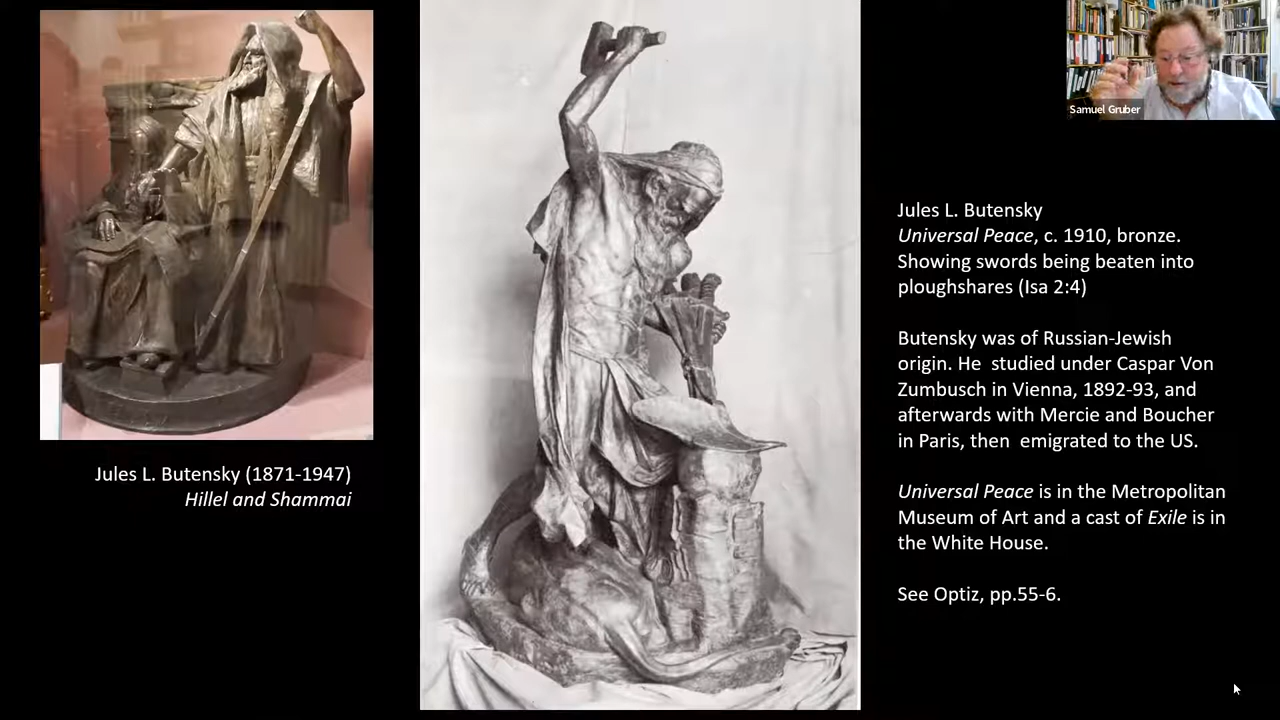 Samuel Gruber
Jules L. Butensky
Universal Peace, c. 1910, bronze.
Showing swords being beaten into
ploughshares (Isa 2:4)
Butensky was of Russian-Jewish
origin. He  studied under Caspar Von
Zumbusch in Vienna, 1892-93, and
afterwards with Mercie and Boucher
in Paris, then  emigrated to the US.
Universal Peace is in the Metropolitan
Museum of Art and a cast of Exile is in
the White House.
See Optiz, pp.55-6.
Jules L. Butensky (1871-1947)
Hillel and Shammai